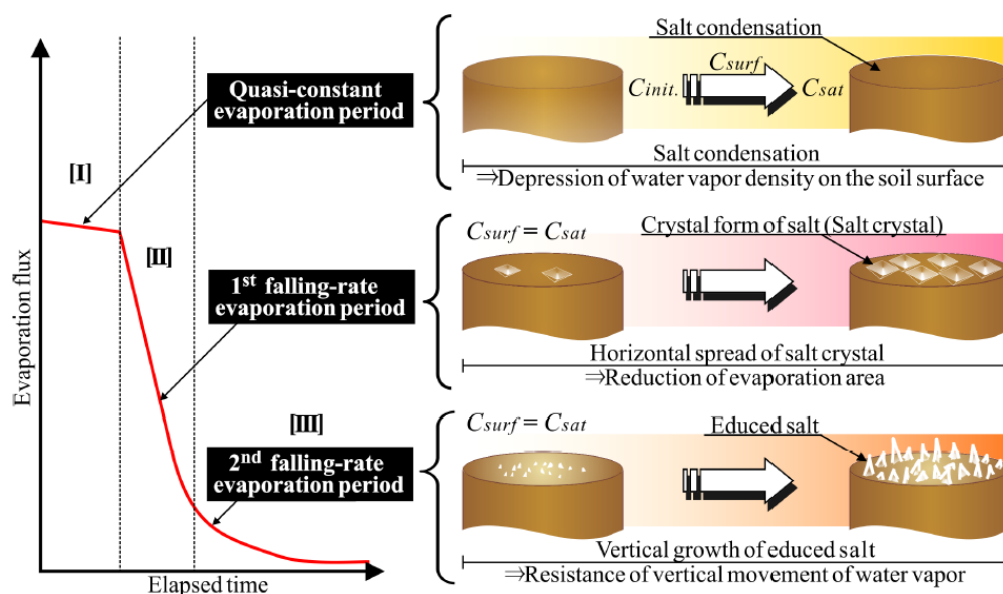 Evaporation flux
Elapsed time
[I]
[II]
[III]
Quasi-constant
evaporation period
1st falling-rate
evaporation period
2nd falling-rate
evaporation period
Salt condensation
Cinit.
Csurf
Csat
Salt condensation
⇒Depression of water vapor density on the soil surface
Csurf = Csat
Crystal form of salt (Salt crystal)
Horizontal spread of salt crystal
⇒Reduction of evaporation area
Csurf = Csat
Educed salt
Vertical growth of educed salt
⇒Resistance of vertical movement of water vapor